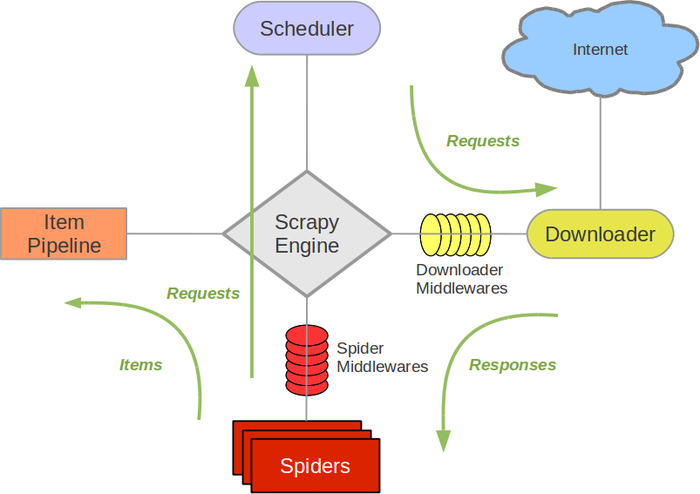 Scheduler
Internet
Requests
Item
Pipeline
Scrapy
Engine
Downloader
Downloader
Middlewares
Requests
Items
Spider
Middlewares
Responses
Spiders